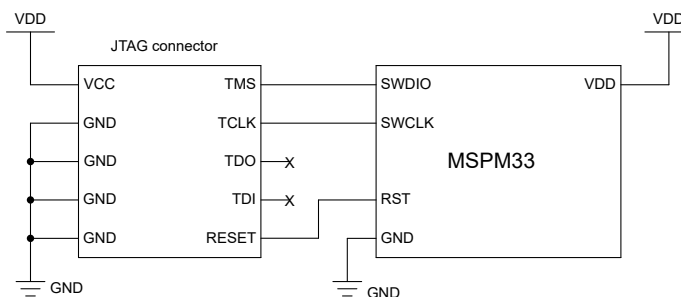 VDD
VDD
JTAG connector
VCC
TMS
SWDIO
VDD
GND
TCLK
SWCLK
GND
TDO
X
MSPM33
GND
TDI
X
RST
GND
RESET
GND
GND
GND